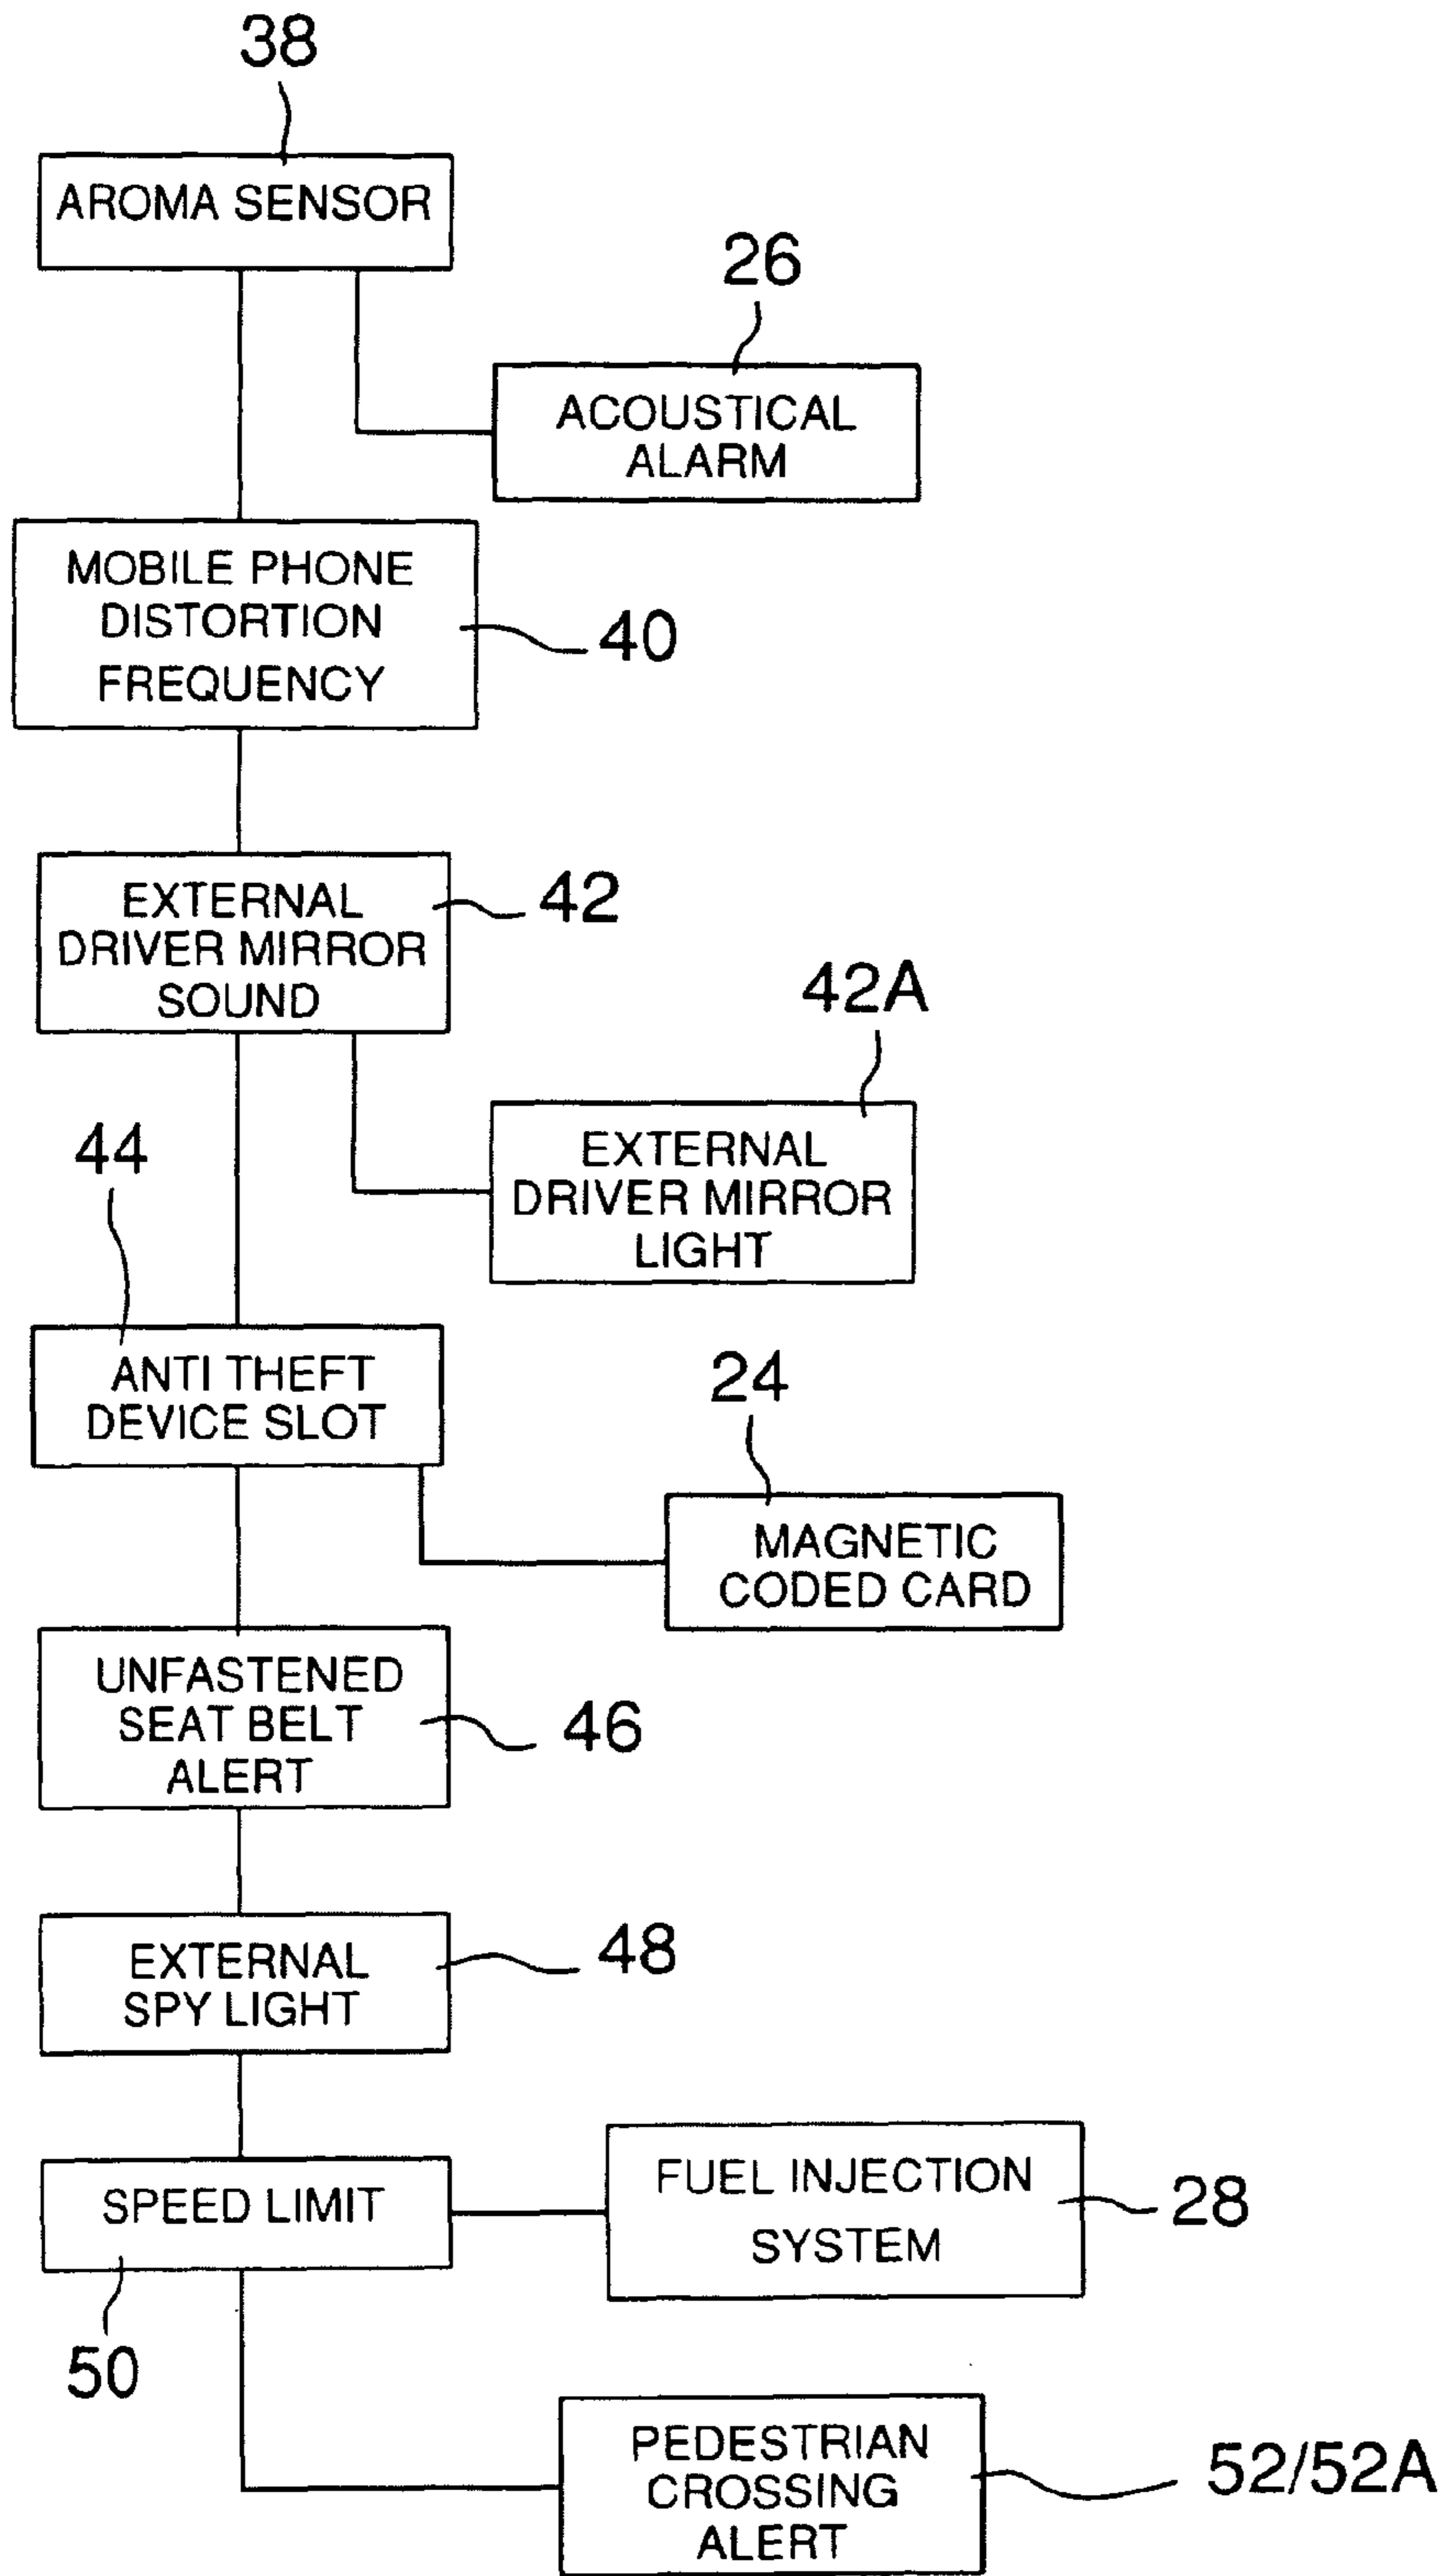 38
AROMA SENSOR
26
ACOUSTICAL
ALARM
MOBILE PHONE
DISTORTION
FREQUENCY
40
EXTERNAL
DRIVER MIRROR
SOUND
42
42A
EXTERNAL
DRIVER MIRROR
LIGHT
44
ANTI THEFT
DEVICE SLOT
24
MAGNETIC
CODED CARD
UNFASTENED
SEAT BELT
ALERT
46
EXTERNAL
SPY LIGHT
48
SPEED LIMIT
50
FUEL INJECTION
SYSTEM
28
PEDESTRIAN
CROSSING
ALERT
52/52A